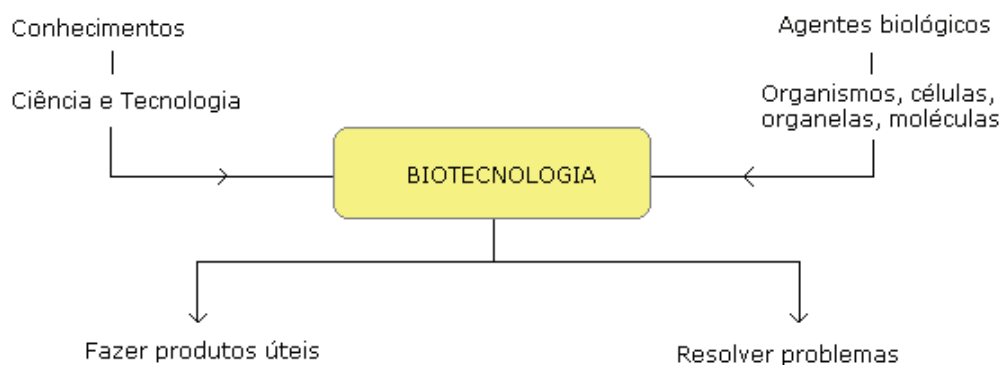 Conhecimentos
Ciência e Tecnologia
Agentes biológicos
Organismos, células,
organelas, moléculas
BIOTECNOLOGIA
Fazer produtos úteis
Resolver problemas